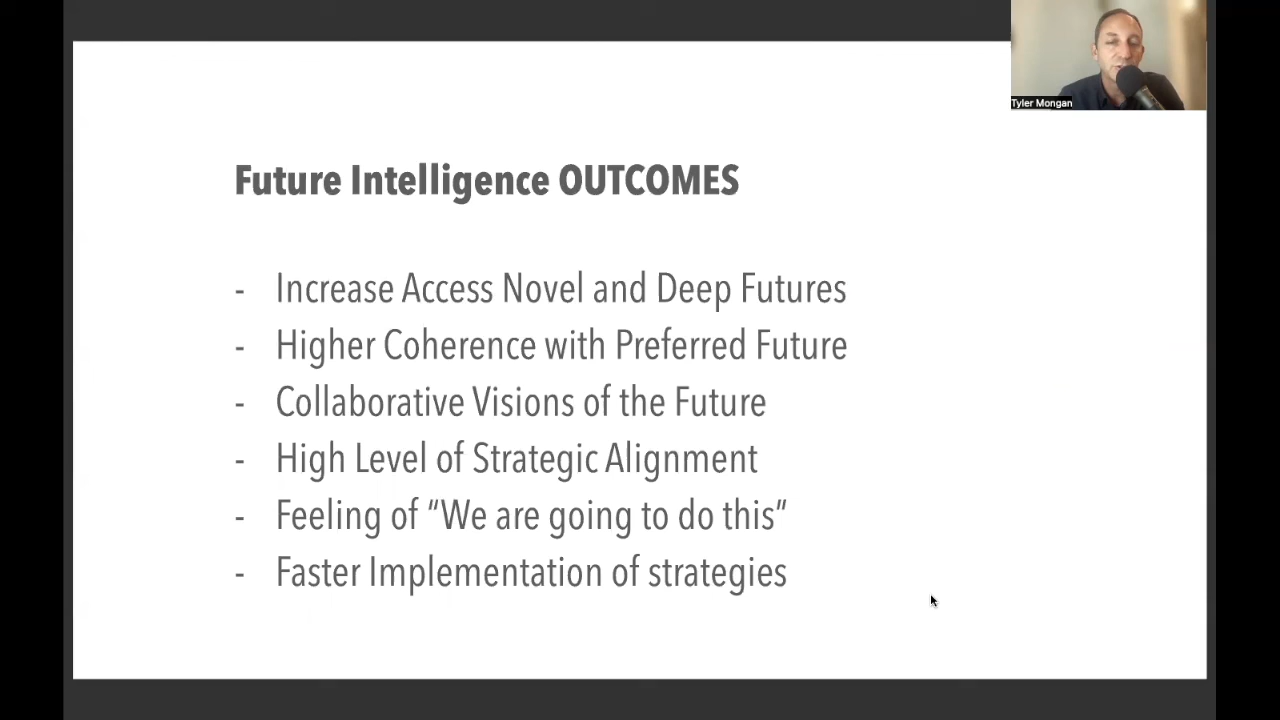 Tyler Mongan
Future Intelligence OUTCOMES
- Increase Access Novel and Deep Futures
- Higher Coherence with Preferred Future
- Collaborative Visions of the Future
- High Level of Strategic Alignment
- Feeling of “We are going to do this”
- Faster Implementation of strategies